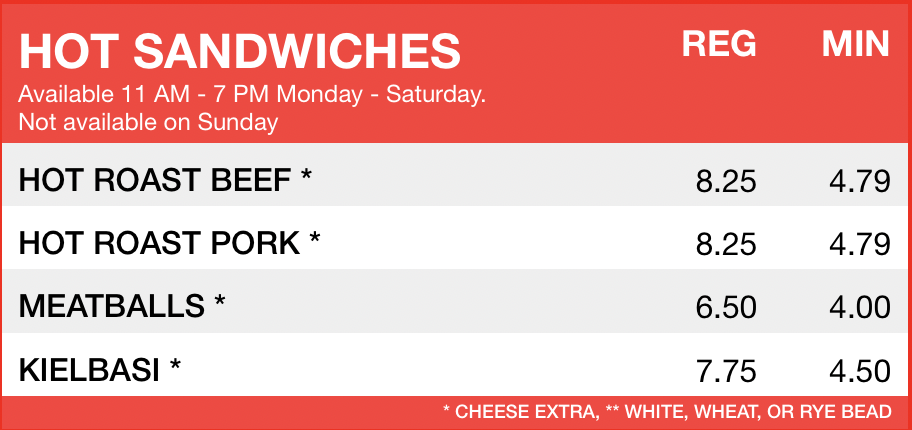 HOT SANDWICHES REG MIN
Available 11 AM - 7 PM Monday - Saturday.
Not available on Sunday
HOT ROAST BEEF * 8.25 4.79
HOT ROAST PORK * 8.25 4.79
MEATBALLS * 6.50 4.00
KIELBASI * 7.75 4.50
* CHEESE EXTRA, ** WHITE, WHEAT, OR RYE BEAD